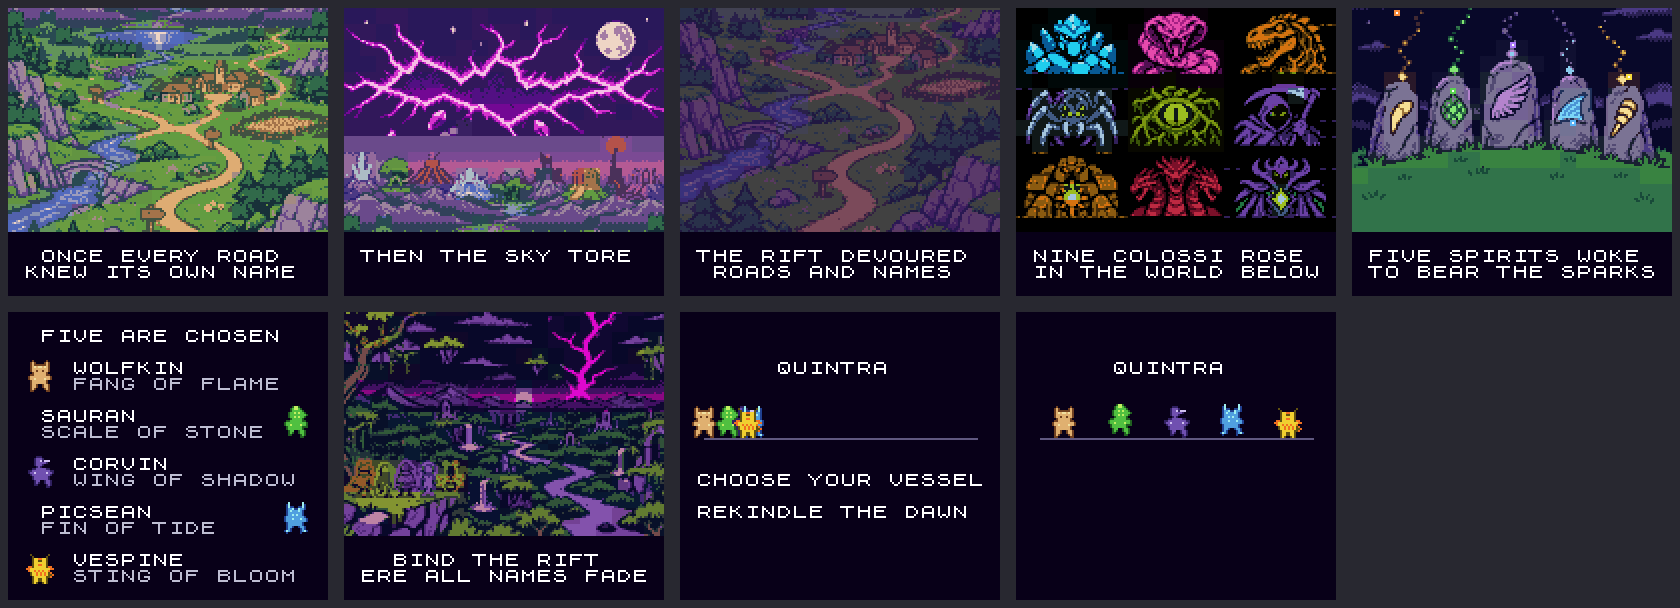 ONCE EVERY ROAD
KNEW ITS OWN NAME
THEN THE SKY TORE
THE RIFT DEVOURED
ROADS AND NAMES
NINE COLOSSI ROSE
IN THE WORLD BELOW
FIVE SPIRITS WOKE
TO BEAR THE SPARKS
FIVE ARE CHOSEN
WOLFKIN
FANG OF FLAME
SAURAN
SCALE OF STONE
CORVIN
WING OF SHADOW
PICSEAN
FIN OF TIDE
VESPINE
STING OF BLOOM
BIND THE RIFT
ERE ALL NAMES FADE
QUINTRA
CHOOSE YOUR VESSEL
REKINDLE THE DAWN
QUINTRA